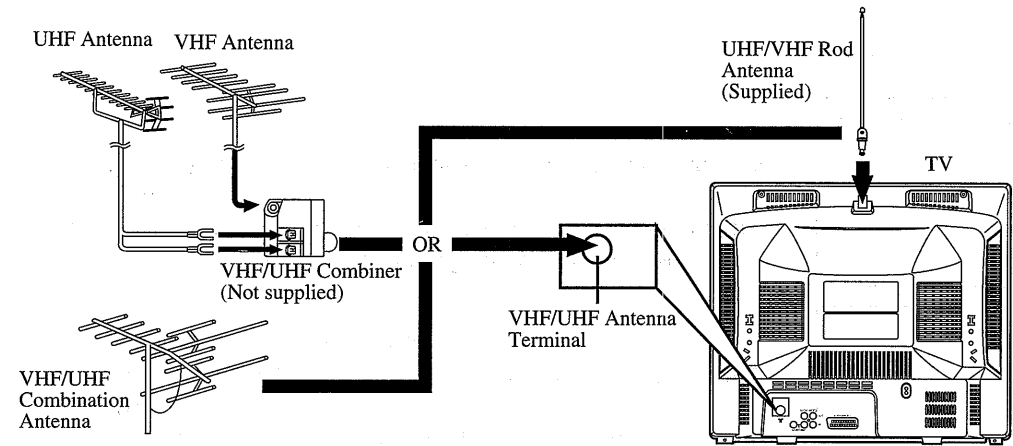 UHF Antenna
VHF Antenna
UHF/VHF Rod
Antenna
(Supplied)
TV
OR
VHF/UHF Combiner
(Not supplied)
VHF/UHF Antenna
Terminal
VHF/UHF
Combination
Antenna